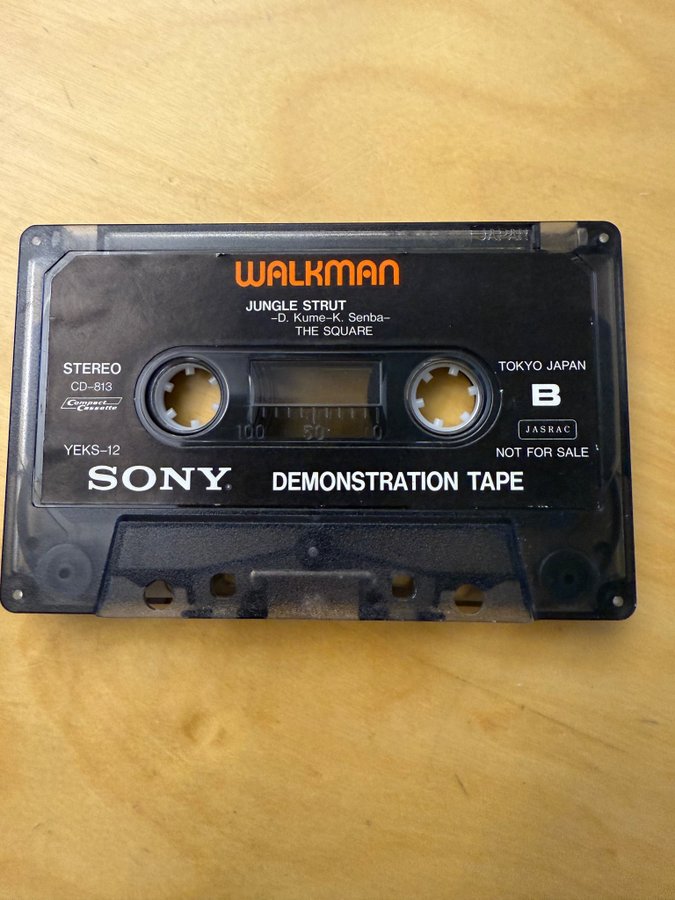 JAPAN
WALKMAN
JUNGLE STRUT
–D. Kume–K. Senba–
THE SQUARE
STEREO
CD-813
Compact
Cassette
TOKYO JAPAN
B
JASRAC
100 50 0
YEKS-12
NOT FOR SALE
SONY. DEMONSTRATION TAPE